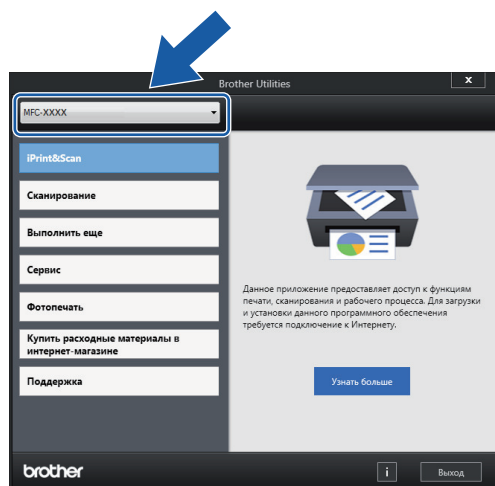 Brother Utilities
x
MFC-XXXX
iPrint&Scan
Сканирование
Выполнить еще
Сервис
Фотопечать
Купить расходные материалы в
интернет-магазине
Поддержка
Данное приложение предоставляет доступ к функциям
печати, сканирования и рабочего процесса. Для загрузки
и установки данного программного обеспечения
требуется подключение к Интернету.
Узнать больше
brother
i
Выход